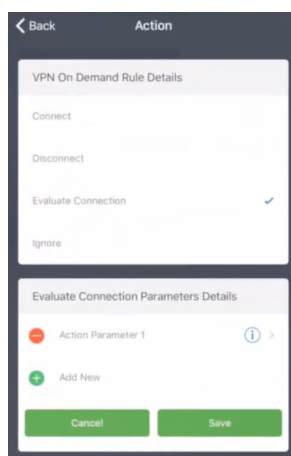 Back Action
VPN On Demand Rule Details
Connect
Disconnect
Evaluate Connection
Ignore
Evaluate Connection Parameters Details
Action Parameter 1
Add New
Cancel Save